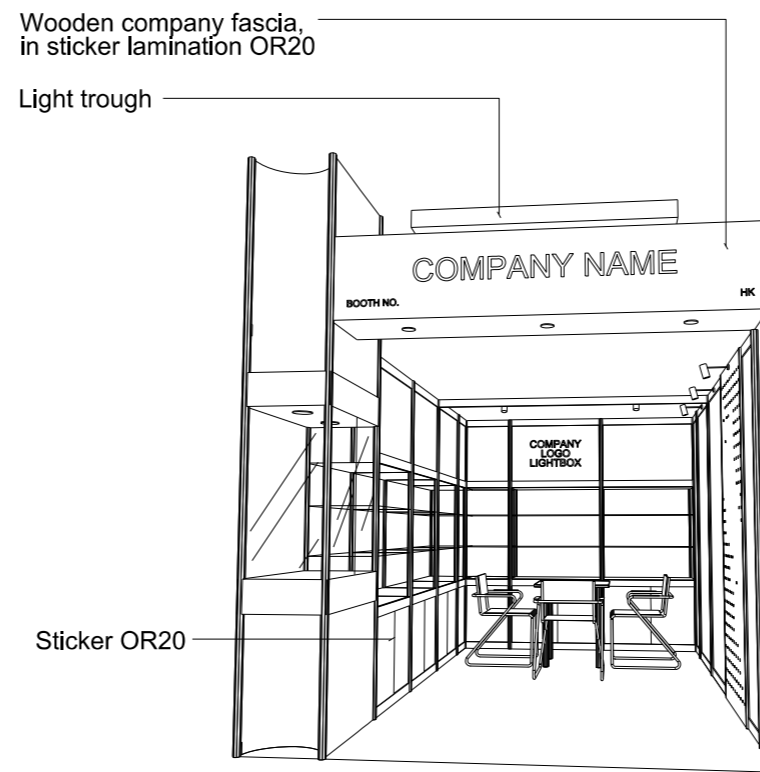 Wooden company fascia,
in sticker lamination OR20
Light trough
COMPANY NAME
BOOTH NO.
HK
COMPANY
LOGO
LIGHTBOX
Sticker OR20